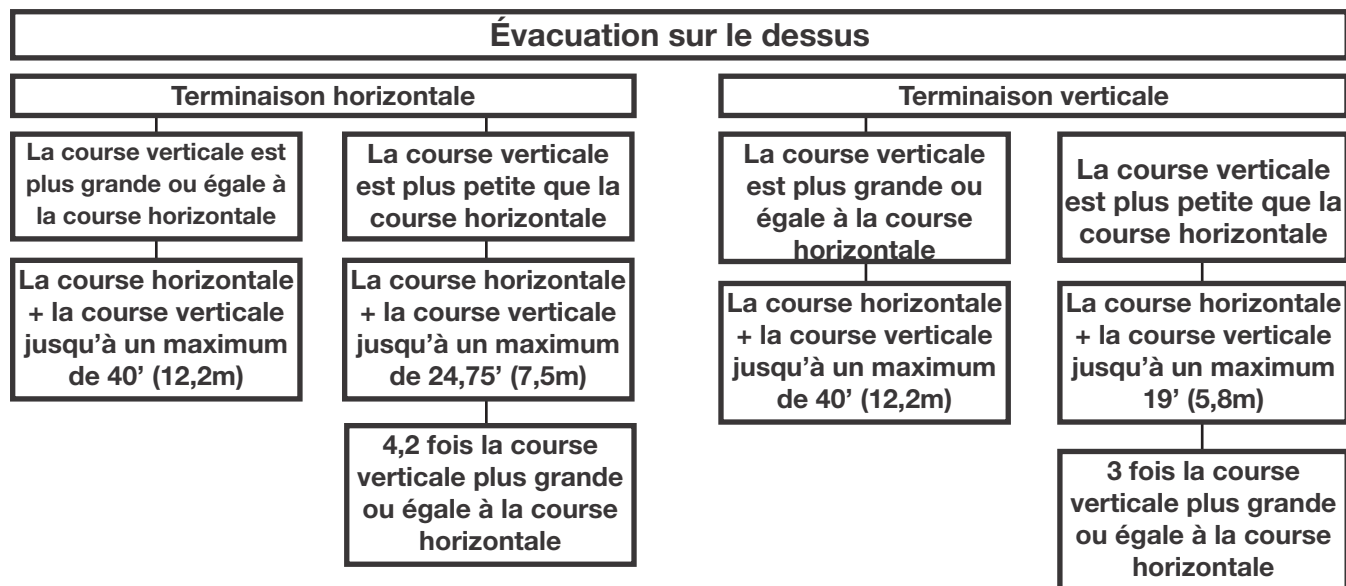 Évacuation sur le dessus
Terminaison horizontale
La course verticale est
plus grande ou égale à
la course horizontale
La course horizontale
+ la course verticale
jusqu’à un maximum
de 40’ (12,2m)
La course verticale
est plus petite que la
course horizontale
La course horizontale
+ la course verticale
jusqu’à un maximum
de 24,75’ (7,5m)
4,2 fois la course
verticale plus grande
ou égale à la course
horizontale
Terminaison verticale
La course verticale
est plus grande ou
égale à la course
horizontale
La course horizontale
+ la course verticale
jusqu’à un maximum
de 40’ (12,2m)
La course verticale
est plus petite que la
course horizontale
La course horizontale
+ la course verticale
jusqu’à un maximum
19’ (5,8m)
3 fois la course
verticale plus grande
ou égale à la course
horizontale